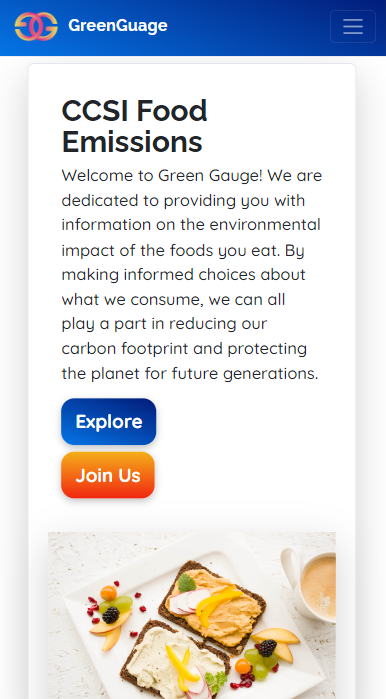 GreenGuage
CCSI Food
Emissions
Welcome to Green Gauge! We are
dedicated to providing you with
information on the environmental
impact of the foods you eat. By
making informed choices about
what we consume, we can all
play a part in reducing our
carbon footprint and protecting
the planet for future generations.
Explore
Join Us